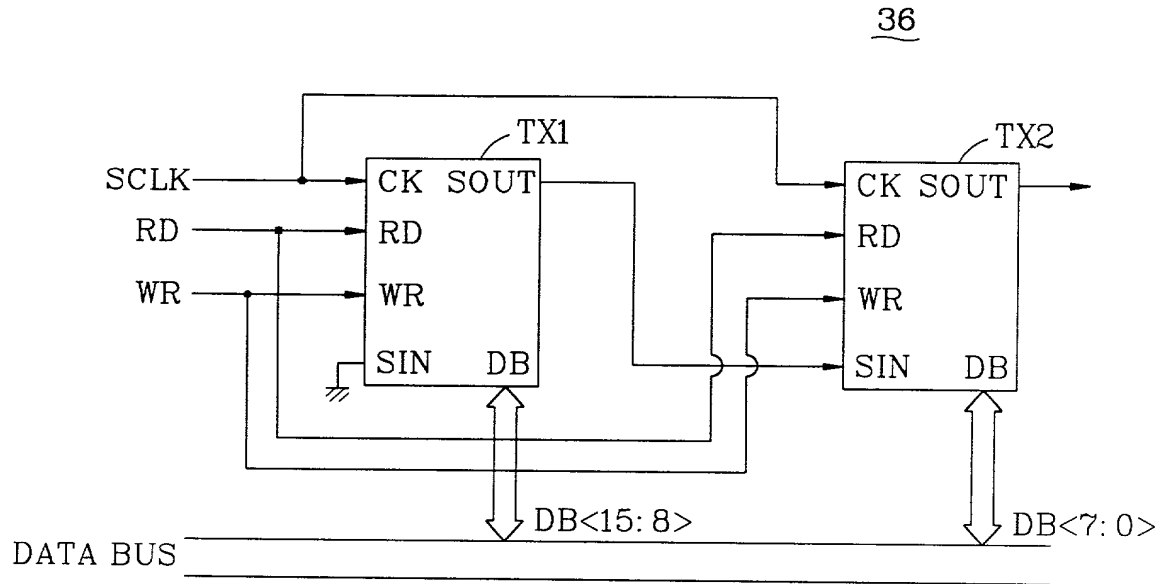 36
TX1
TX2
SCLK
CK SOUT
CK SOUT
RD
RD
RD
WR
WR
WR
SIN DB
SIN DB
DB<15:8>
DB<7:0>
DATA BUS